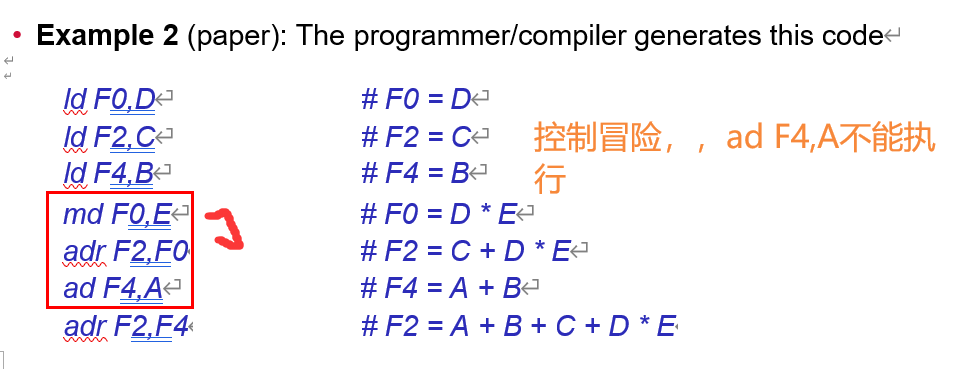 • Example 2 (paper): The programmer/compiler generates this code
ld F0,D # F0 = D
ld F2,C # F2 = C
ld F4,B # F4 = B
md F0,E # F0 = D * E
adr F2,F0 # F2 = C + D * E
ad F4,A # F4 = A + B
adr F2,F4 # F2 = A + B + C + D * E
控制冒险，，ad F4,A不能执
行